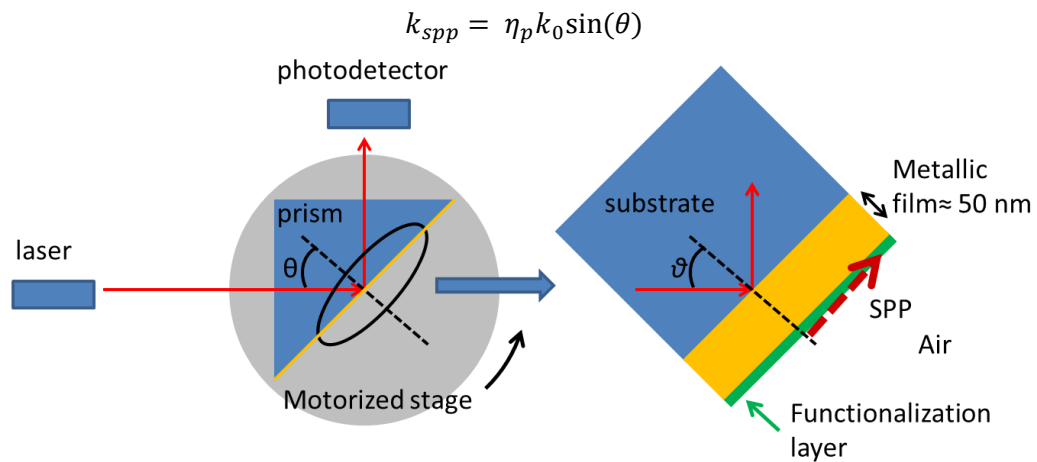 k_spp = η_p k_0 sin(θ)
photodetector
laser
prism
θ
Motorized stage
substrate
ϑ
Metallic
film≈ 50 nm
SPP
Air
Functionalization
layer